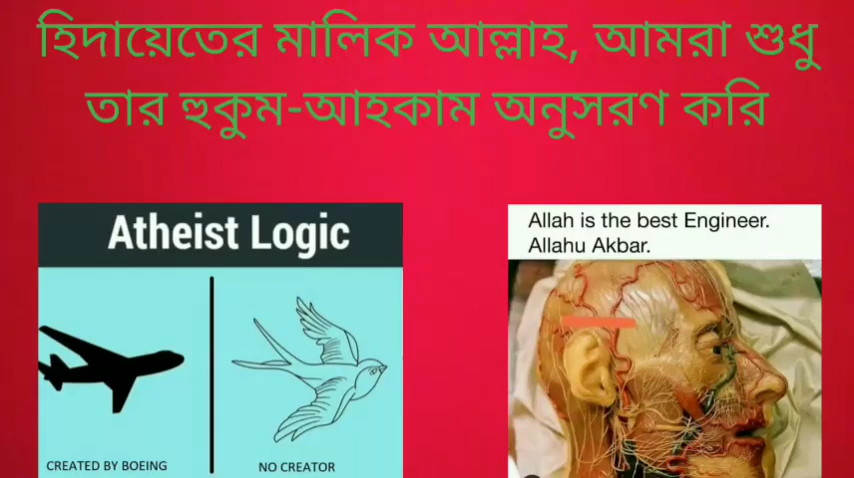 হিদায়েতের মালিক আল্লাহ, আমরা শুধু
তার হুকুম-আহকাম অনুসরণ করি
Atheist Logic
CREATED BY BOEING
NO CREATOR
Allah is the best Engineer.
Allahu Akbar.